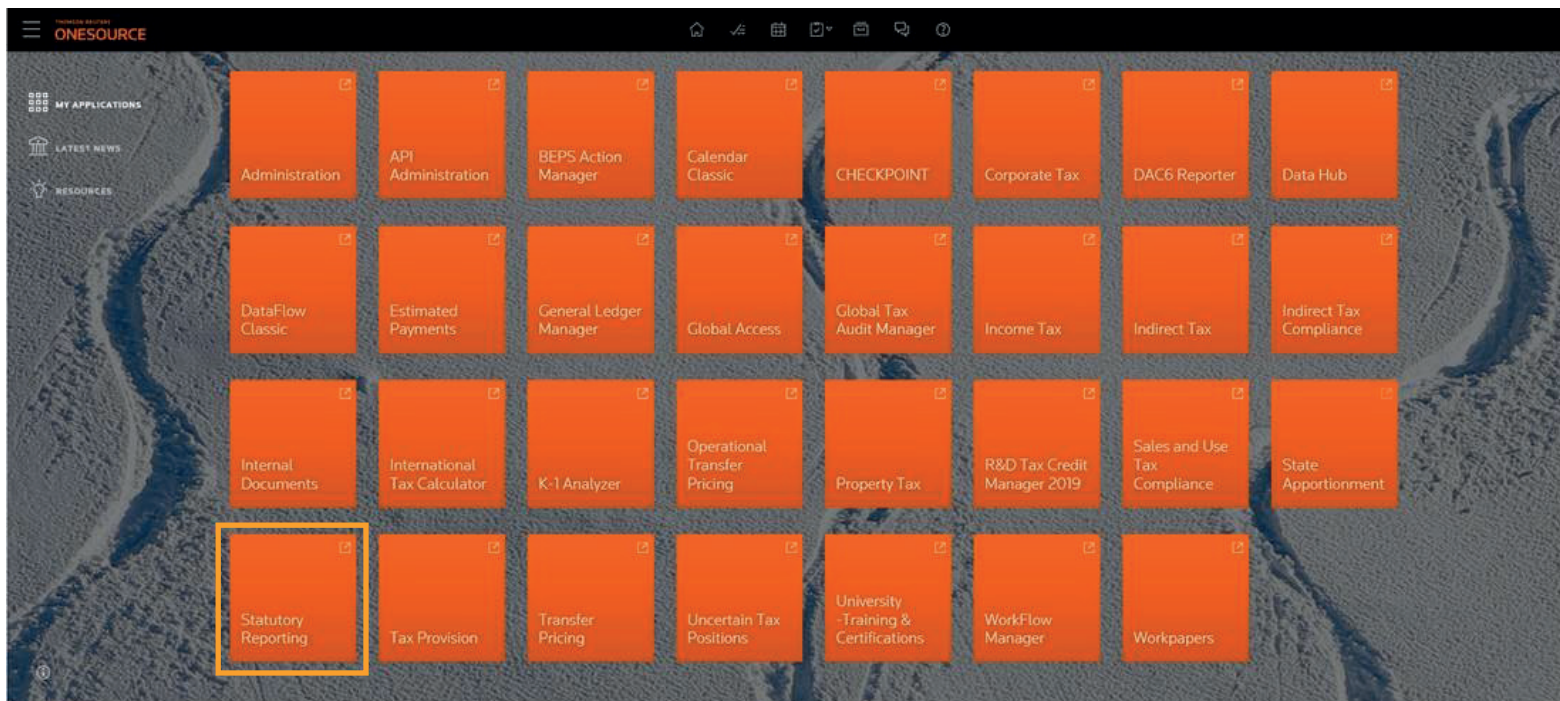 THOMSON REUTERS
ONESOURCE
MY APPLICATIONS
LATEST NEWS
RESOURCES
Administration
API
Administration
BEPS Action
Manager
Calendar
Classic
CHECKPOINT
Corporate Tax
DAC6 Reporter
Data Hub
DataFlow
Classic
Estimated
Payments
General Ledger
Manager
Global Access
Global Tax
Audit Manager
Income Tax
Indirect Tax
Indirect Tax
Compliance
Internal
Documents
International
Tax Calculator
K-1 Analyzer
Operational
Transfer
Pricing
Property Tax
R&D Tax Credit
Manager 2019
Sales and Use
Tax
Compliance
State
Apportionment
Statutory
Reporting
Tax Provision
Transfer
Pricing
Uncertain Tax
Positions
University
-Training &
Certifications
WorkFlow
Manager
Workpapers